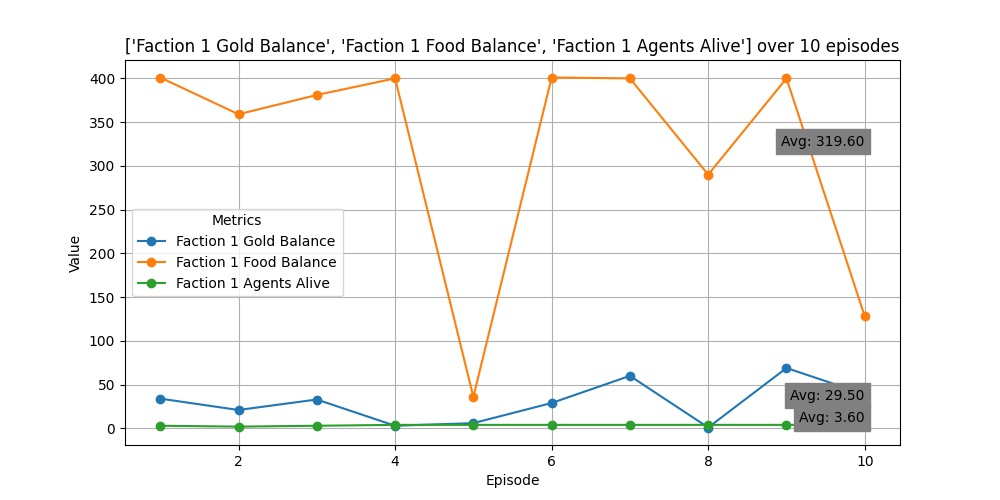 ['Faction 1 Gold Balance', 'Faction 1 Food Balance', 'Faction 1 Agents Alive'] over 10 episodes
400
350
300
250
200
150
100
50
0
Value
Metrics
Faction 1 Gold Balance
Faction 1 Food Balance
Faction 1 Agents Alive
Avg: 319.60
Avg: 29.50
Avg: 3.60
2
4
6
8
10
Episode